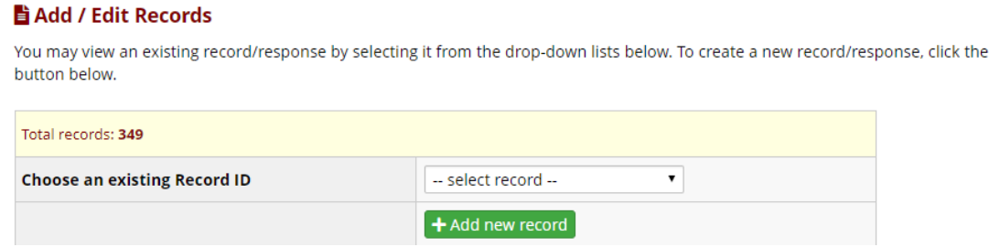 Add / Edit Records
You may view an existing record/response by selecting it from the drop-down lists below. To create a new record/response, click the
button below.
Total records: 349
Choose an existing Record ID
-- select record --
+ Add new record